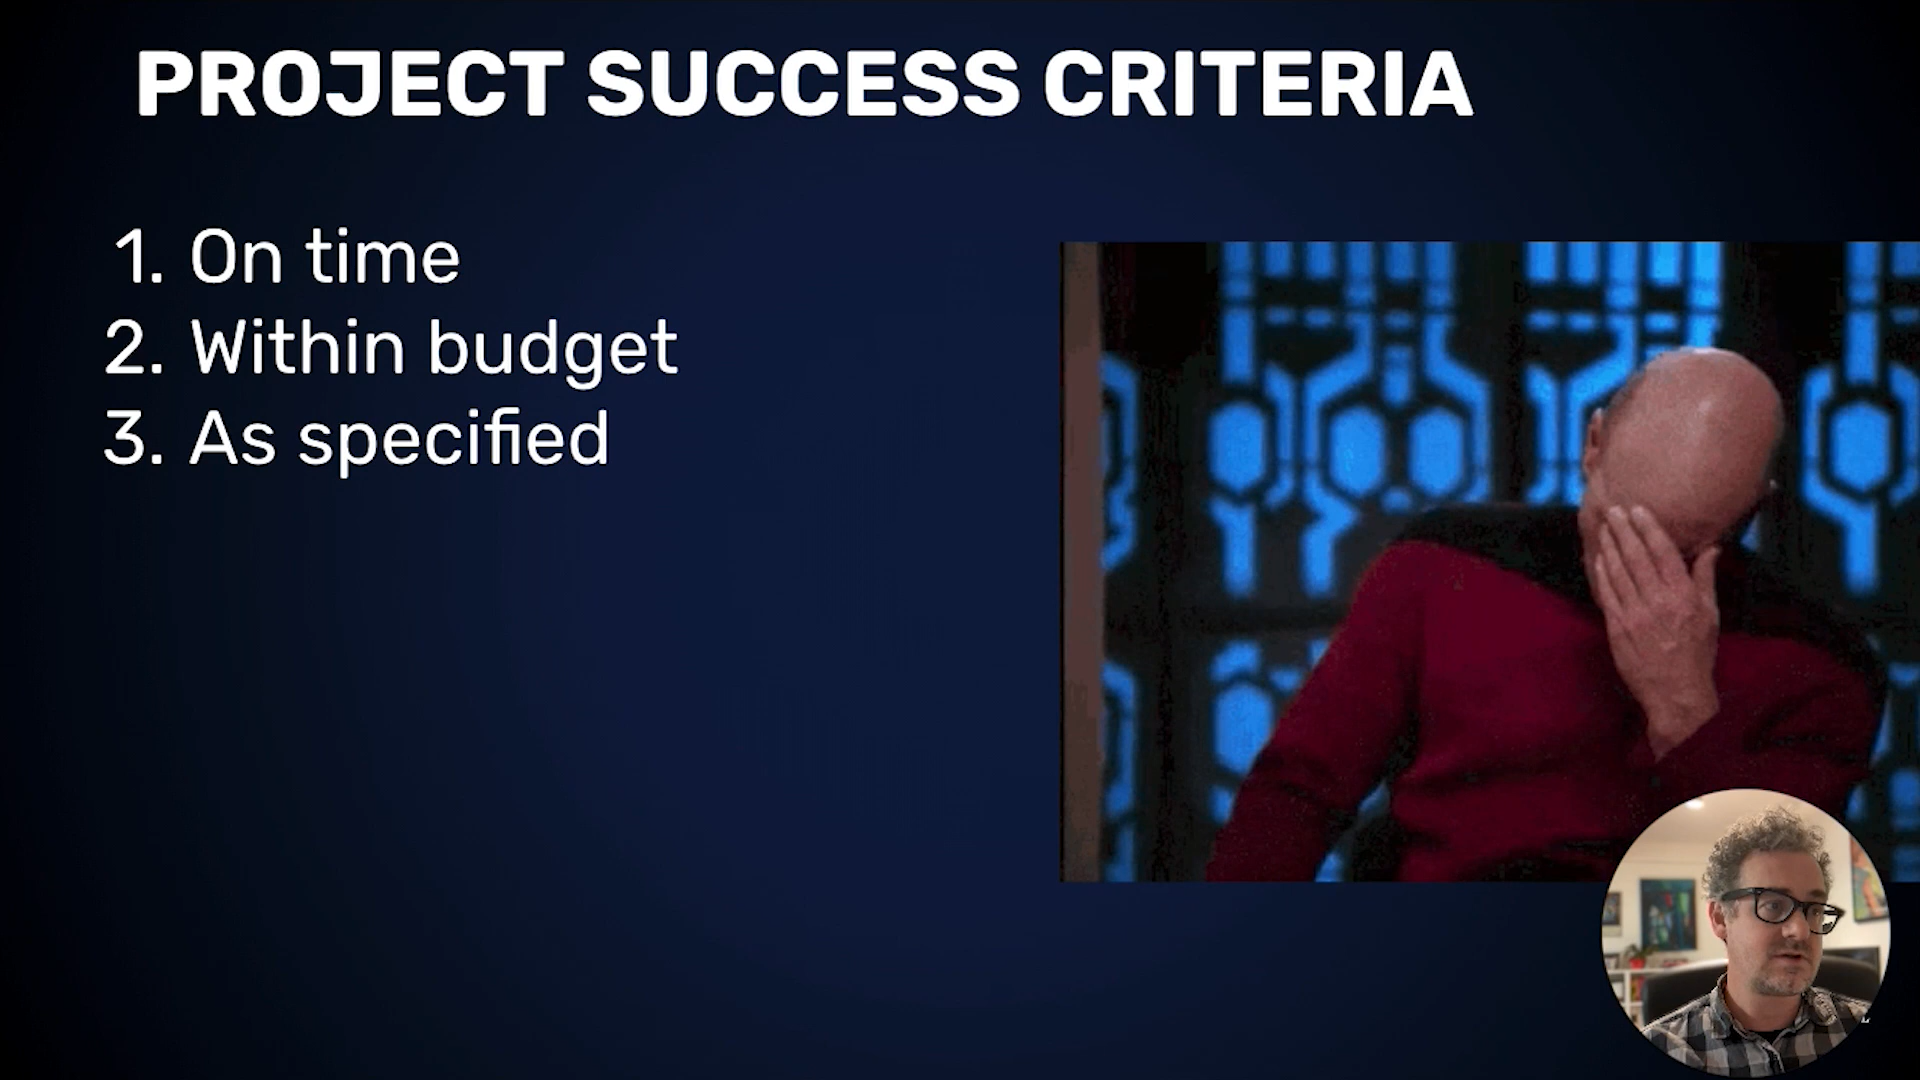 PROJECT SUCCESS CRITERIA
1. On time
2. Within budget
3. As specified